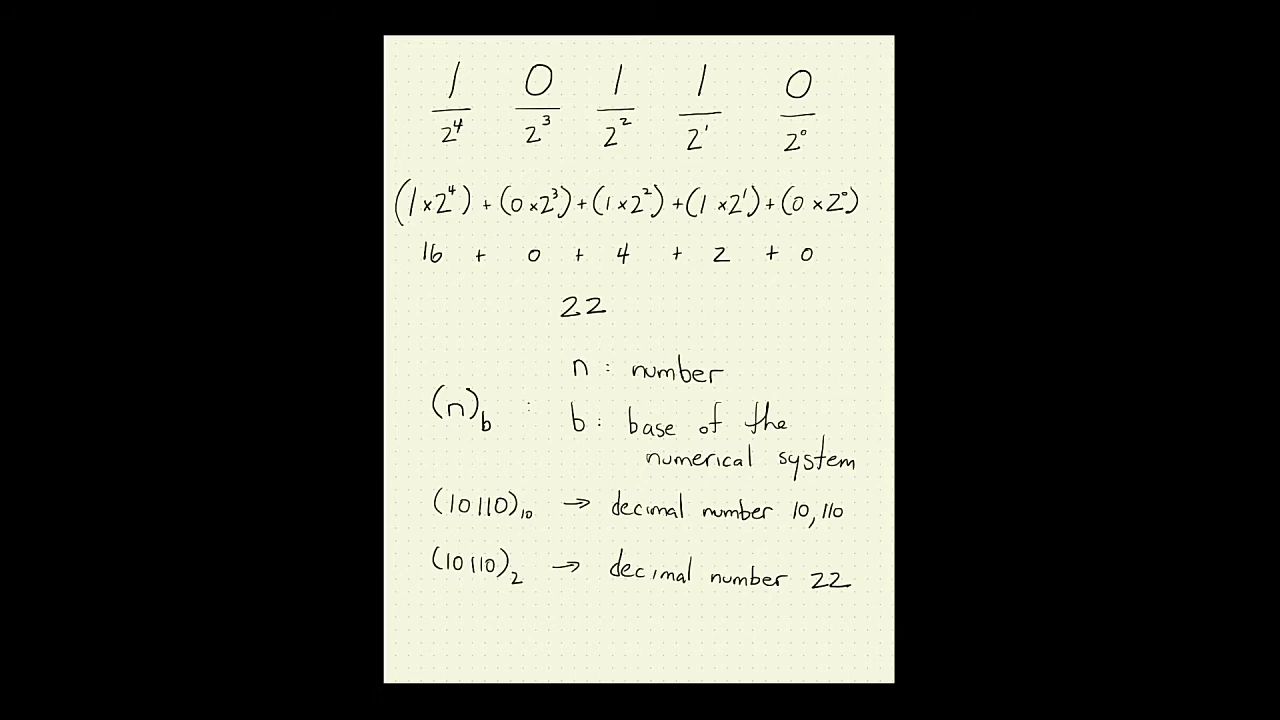 1 0 1 1 0
2⁴ 2³ 2² 2¹ 2⁰
(1×2⁴) + (0×2³) + (1×2²) + (1×2¹) + (0×2⁰)
16 + 0 + 4 + 2 + 0
22
n : number
(n)b : b : base of the
numerical system
(10110)₁₀ → decimal number 10,110
(10110)₂ → decimal number 22